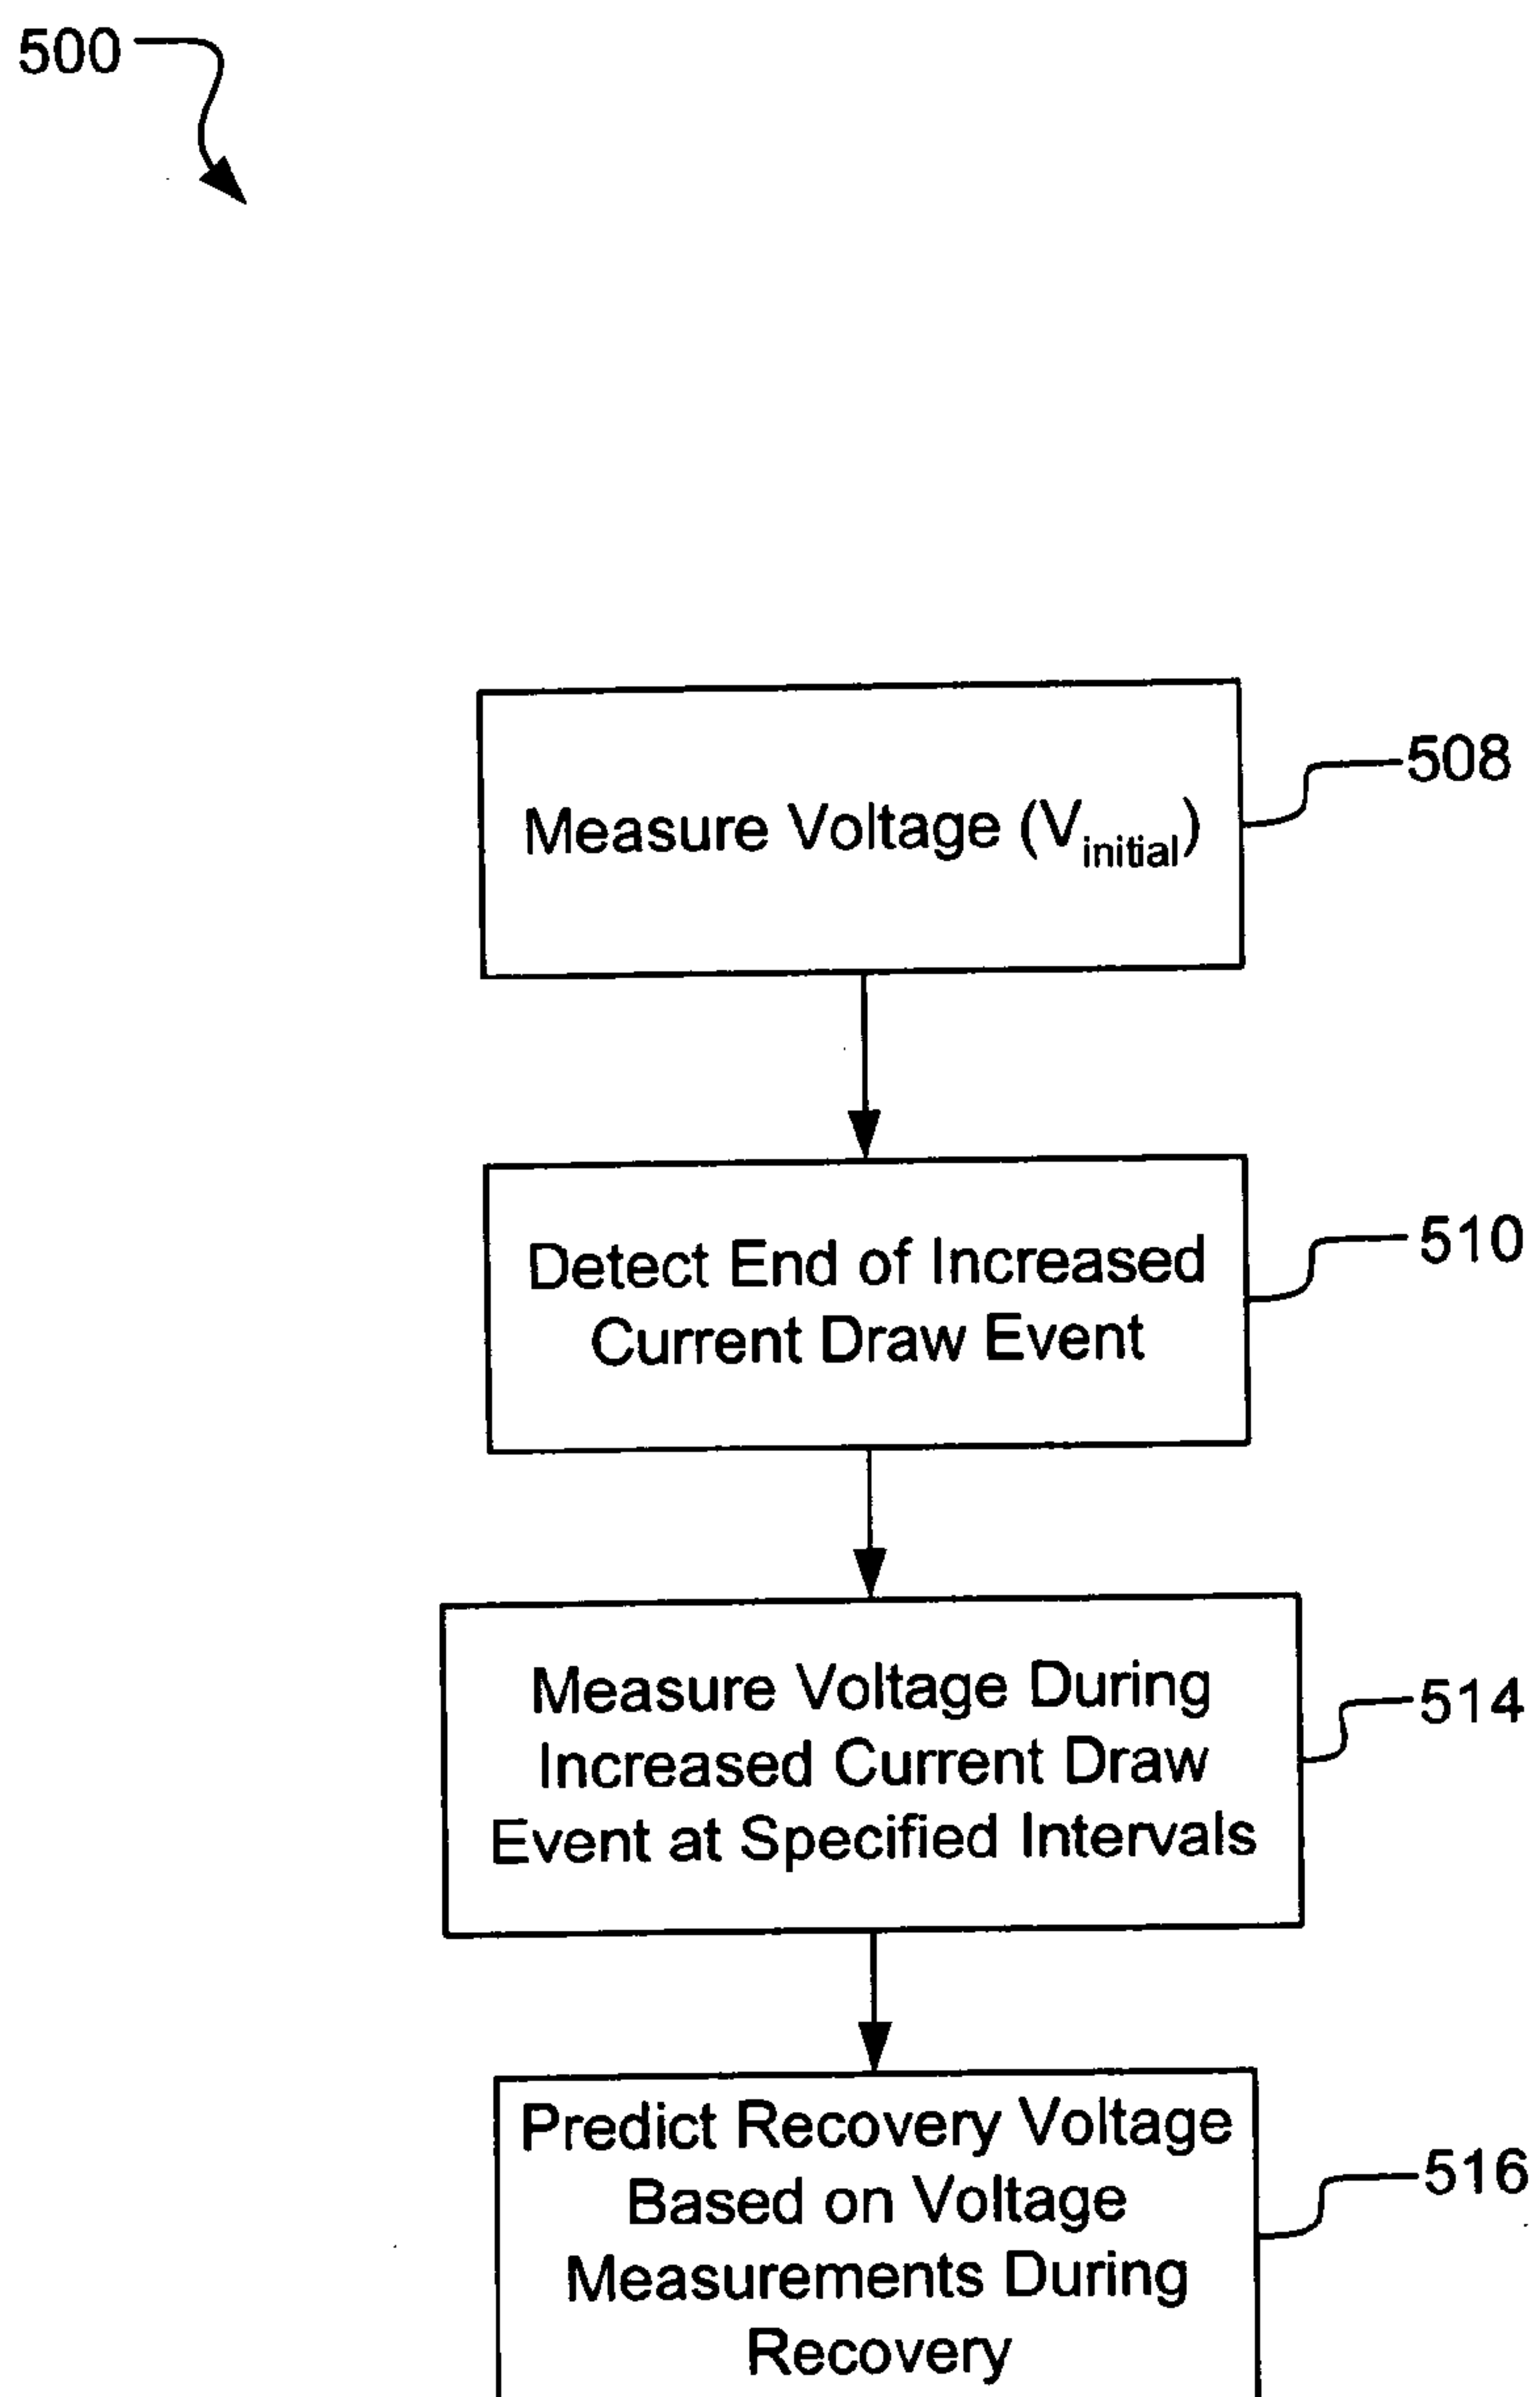 500
Measure Voltage (Vinitial)
508
Detect End of Increased
Current Draw Event
510
Measure Voltage During
Increased Current Draw
Event at Specified Intervals
514
Predict Recovery Voltage
Based on Voltage
Measurements During
Recovery
516